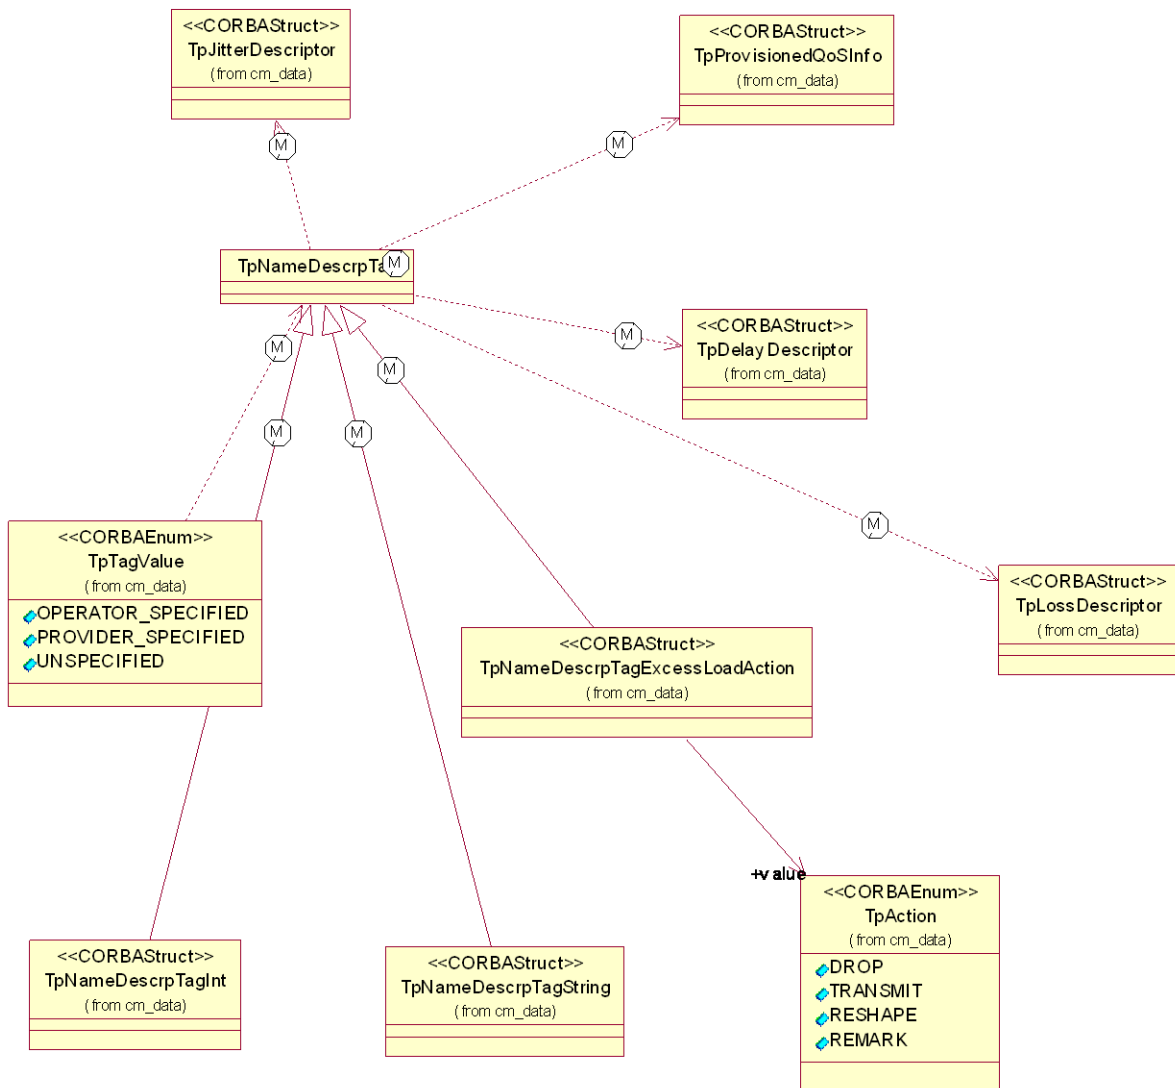 <<CORBAStruct>>
TpJitterDescriptor
(from cm_data)
<<CORBAStruct>>
TpProvisionedQoSInfo
(from cm_data)
M
M
TpNameDescrpTa
M
<<CORBAStruct>>
TpDelayDescriptor
(from cm_data)
M
M
M
M
M
<<CORBAEnum>>
TpTagValue
(from cm_data)
OPERATOR_SPECIFIED
PROVIDER_SPECIFIED
UNSPECIFIED
M
<<CORBAStruct>>
TpLossDescriptor
(from cm_data)
<<CORBAStruct>>
TpNameDescrpTagExcessLoadAction
(from cm_data)
+value
<<CORBAEnum>>
TpAction
(from cm_data)
DROP
TRANSMIT
RESHAPE
REMARK
<<CORBAStruct>>
TpNameDescrpTagInt
(from cm_data)
<<CORBAStruct>>
TpNameDescrpTagString
(from cm_data)